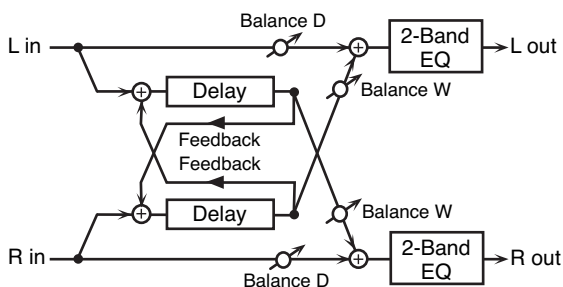 Balance D
L in
2-Band
EQ
L out
Delay
Balance W
Feedback
Feedback
Delay
Balance W
R in
2-Band
EQ
R out
Balance D